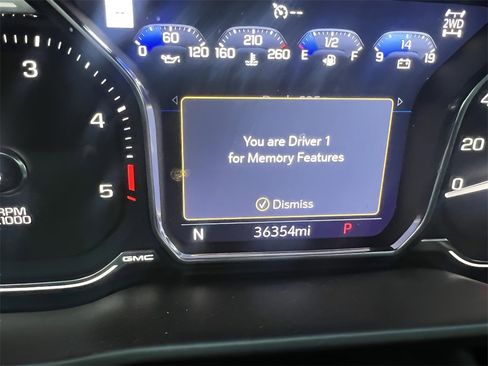 --
2WD
60
0 120
210
160 260
1/2
E F
14
9 19
3
4
5
RPM
1000
You are Driver 1
for Memory Features
Dismiss
N 36354mi P
GMC
20
0